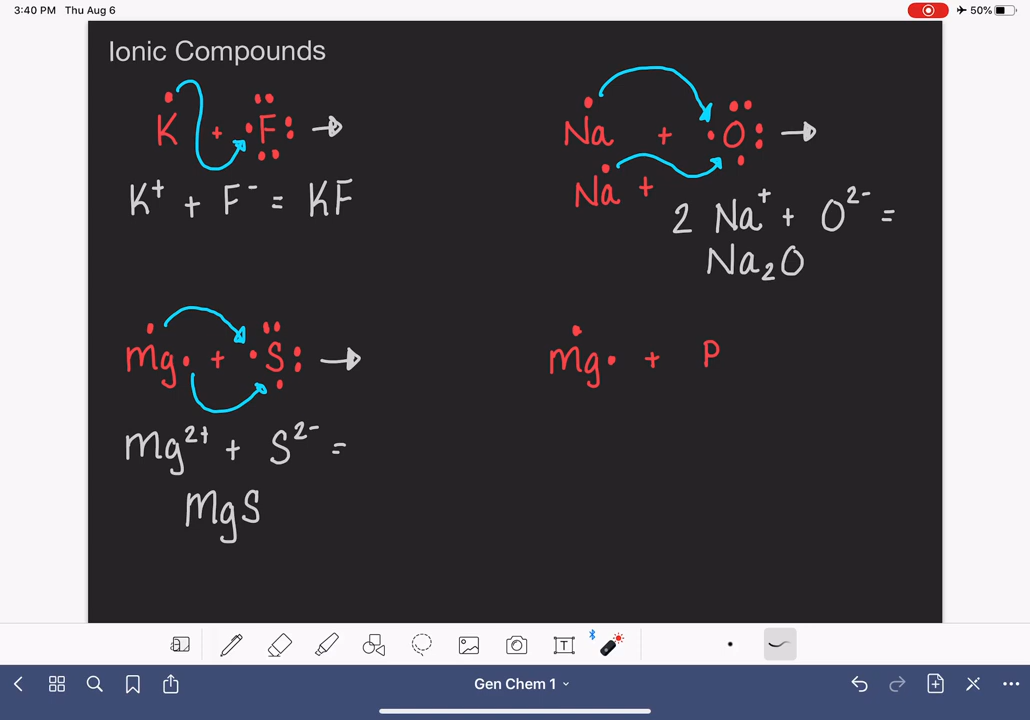 3:40 PM Thu Aug 6
50%
Ionic Compounds
K + F →
K⁺ + F⁻ = KF
Na + O →
Na +
2 Na⁺ + O²⁻ =
Na₂O
Mg + S →
Mg²⁺ + S²⁻ =
MgS
Mg + P
T
Gen Chem 1